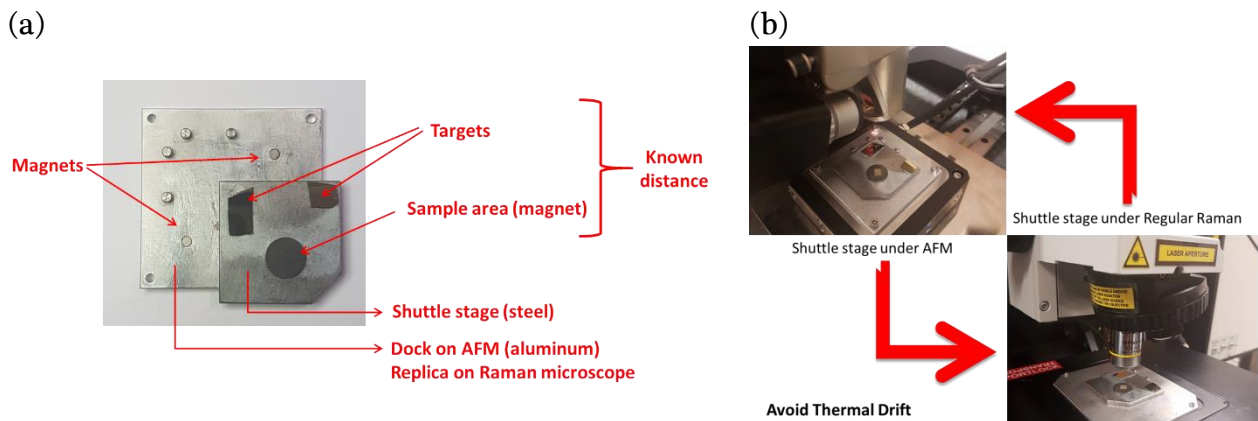 (a)
(b)
Magnets
Targets
Known
distance
Sample area (magnet)
Shuttle stage (steel)
Dock on AFM (aluminum)
Replica on Raman microscope
Shuttle stage under Regular Raman
Shuttle stage under AFM
LASER APERTURE
Avoid Thermal Drift